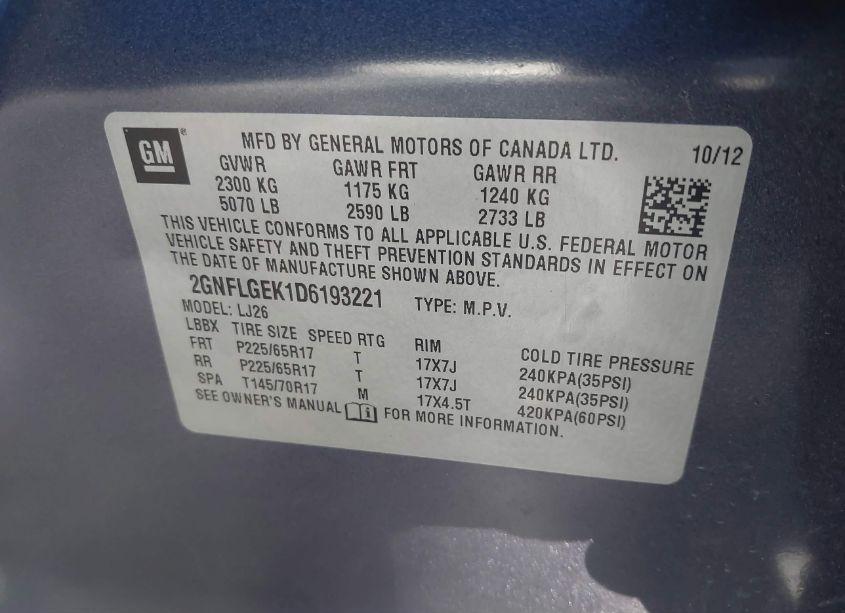 GM ®
MFD BY GENERAL MOTORS OF CANADA LTD. 10/12
GVWR GAWR FRT GAWR RR
2300 KG 1175 KG 1240 KG
5070 LB 2590 LB 2733 LB
THIS VEHICLE CONFORMS TO ALL APPLICABLE U.S. FEDERAL MOTOR
VEHICLE SAFETY AND THEFT PREVENTION STANDARDS IN EFFECT ON
THE DATE OF MANUFACTURE SHOWN ABOVE.
2GNFLGEK1D6193221 TYPE: M.P.V.
MODEL: LJ26
LBBX TIRE SIZE SPEED RTG RIM COLD TIRE PRESSURE
FRT P225/65R17 T 17X7J 240KPA(35PSI)
RR P225/65R17 T 17X7J 240KPA(35PSI)
SPA T145/70R17 M 17X4.5T 420KPA(60PSI)
SEE OWNER'S MANUAL i FOR MORE INFORMATION.